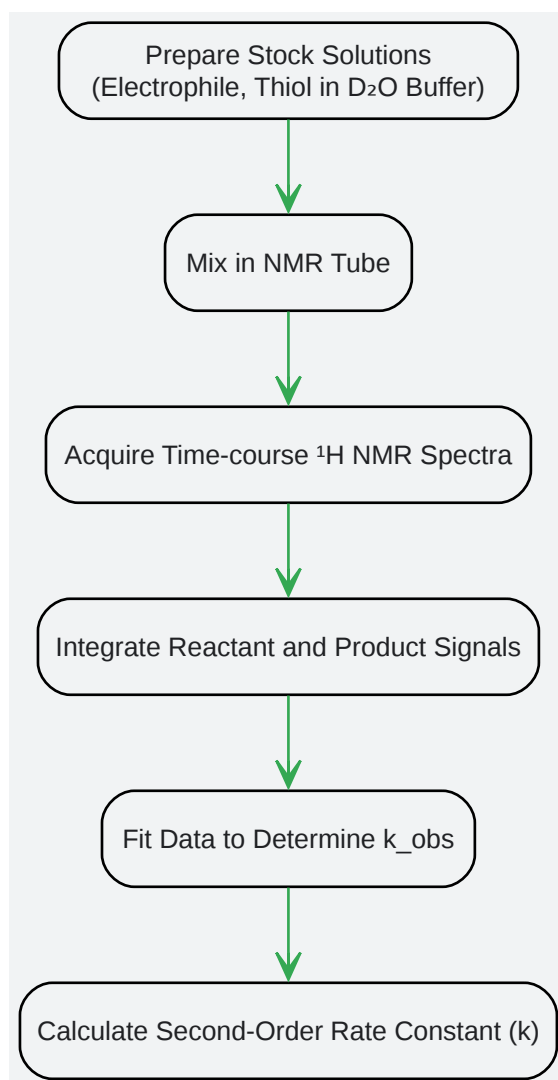 Prepare Stock Solutions
(Electrophile, Thiol in D₂O Buffer)
Mix in NMR Tube
Acquire Time-course ¹H NMR Spectra
Integrate Reactant and Product Signals
Fit Data to Determine k_obs
Calculate Second-Order Rate Constant (k)